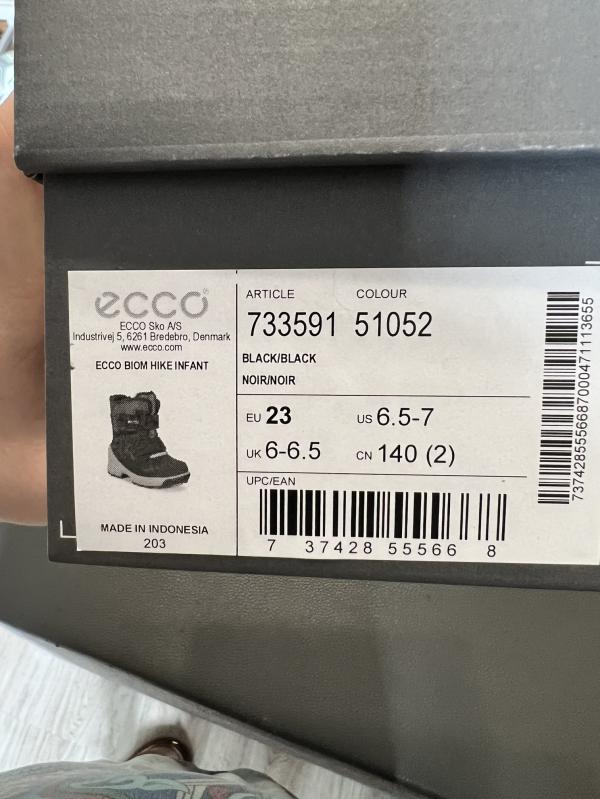 ecco®
ECCO Sko A/S
Industrivej 5, 6261 Bredebro, Denmark
www.ecco.com
ECCO BIOM HIKE INFANT
MADE IN INDONESIA
203
ARTICLE COLOUR
733591 51052
BLACK/BLACK
NOIR/NOIR
EU 23 US 6.5-7
UK 6-6.5 CN 140 (2)
UPC/EAN
7 37428 55566 8
7374285556687000471113655